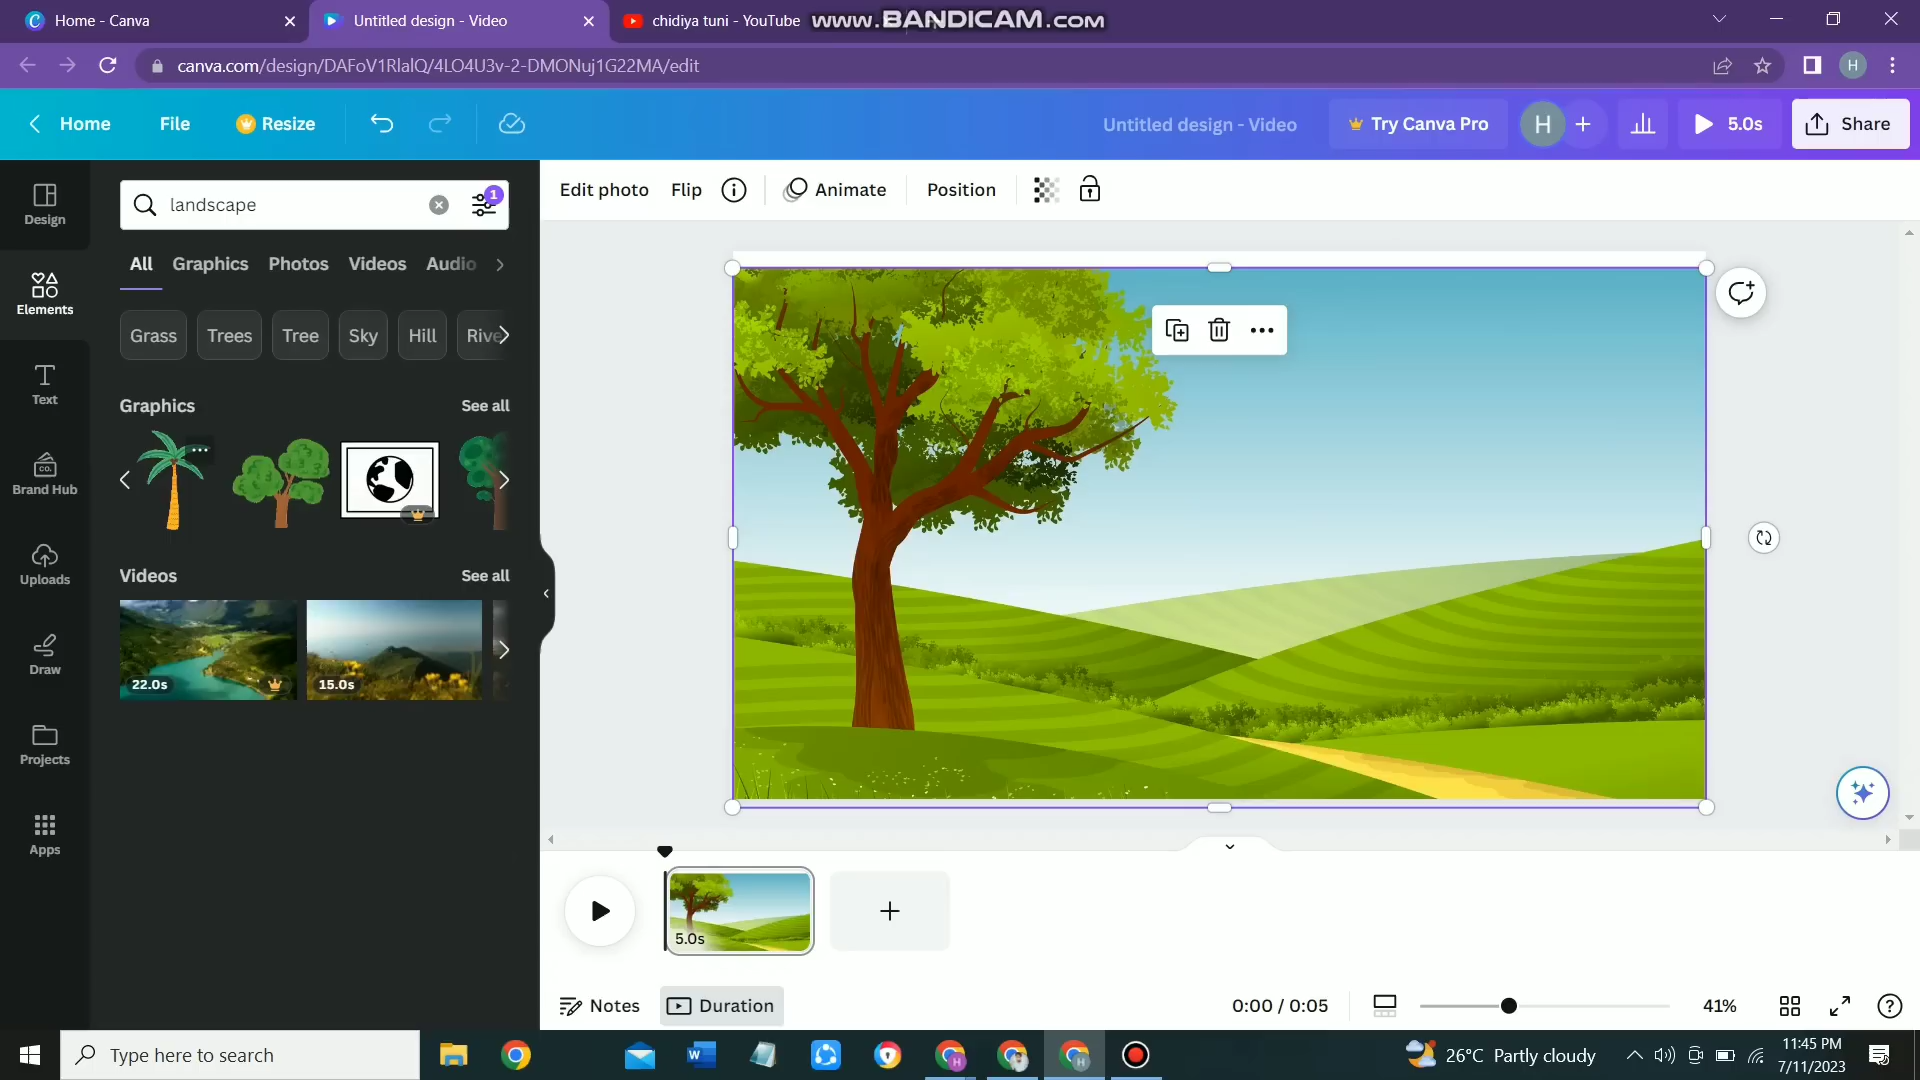 Home - Canva
Untitled design - Video
chidiya tuni - YouTube
www.BANDICAM.com
canva.com/design/DAFoV1RlalQ/4LO4U3v-2-DMONuj1G22MA/edit
H
Home
File
Resize
Untitled design - Video
Try Canva Pro
H
5.0s
Share
Design
Elements
Text
CO.
Brand Hub
Uploads
Draw
Projects
Apps
landscape
1
All
Graphics
Photos
Videos
Audio
Grass
Trees
Tree
Sky
Hill
Rive
Graphics
See all
Videos
See all
22.0s
15.0s
Edit photo
Flip
Animate
Position
5.0s
Notes
Duration
0:00 / 0:05
41%
Type here to search
26°C Partly cloudy
11:45 PM
7/11/2023